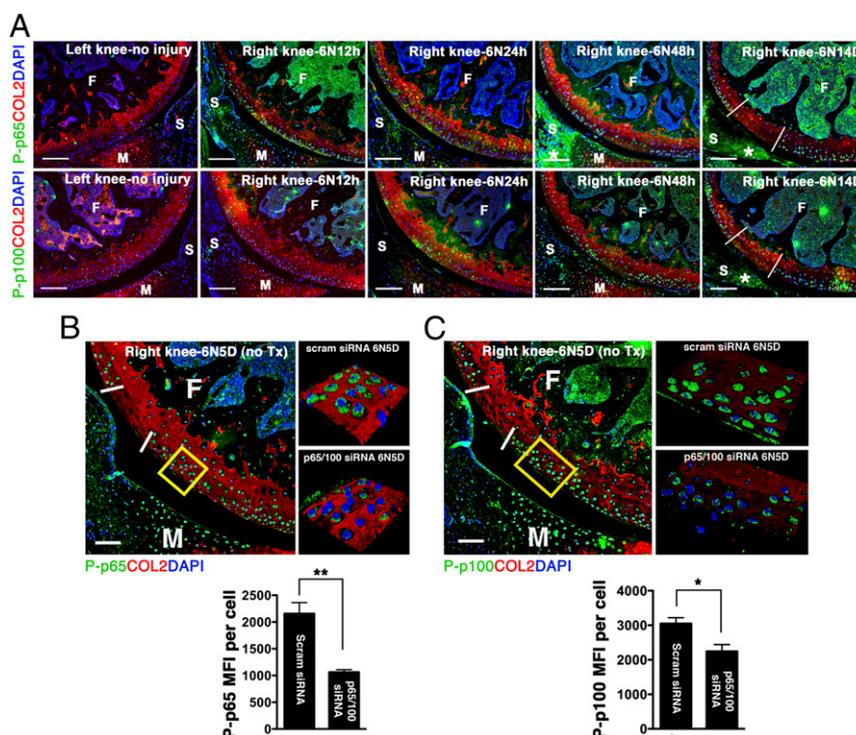 A
Left knee-no injury
Right knee-6N12h
Right knee-6N24h
Right knee-6N48h
Right knee-6N14D
P-p65COL2DAPI
F
F
F
F
F
S
S
S
S
S
M
M
*
*
Left knee-no injury
Right knee-6N12h
Right knee-6N24h
Right knee-6N48h
Right knee-6N14D
P-p100COL2DAPI
F
F
F
F
F
S
S
S
S
S
M
M
*
B
Right knee-6N5D (no Tx)
F
M
P-p65COL2DAPI
scram siRNA 6N5D
p65/100 siRNA 6N5D
C
Right knee-6N5D (no Tx)
F
M
P-p100COL2DAPI
scram siRNA 6N5D
p65/100 siRNA 6N5D
P-p65 MFI per cell
2500
2000
1500
1000
500
0
**
Scram siRNA
p65/100
siRNA
P-p100 MFI per cell
4000
3000
2000
1000
0
*
Scram siRNA
p65/100
siRNA